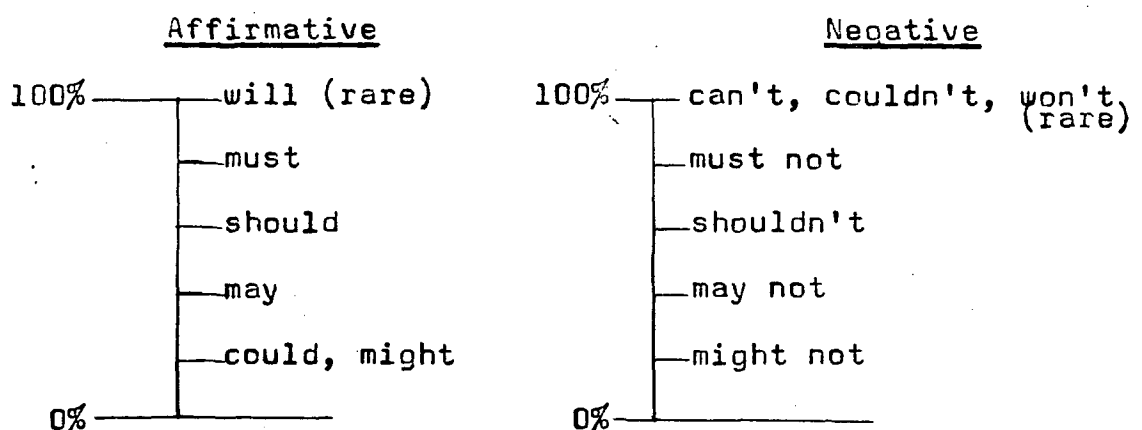 Affirmative
100% will (rare)
must
should
may
could, might
0%
Negative
100% can't, couldn't, won't
(rare)
must not
shouldn't
may not
might not
0%